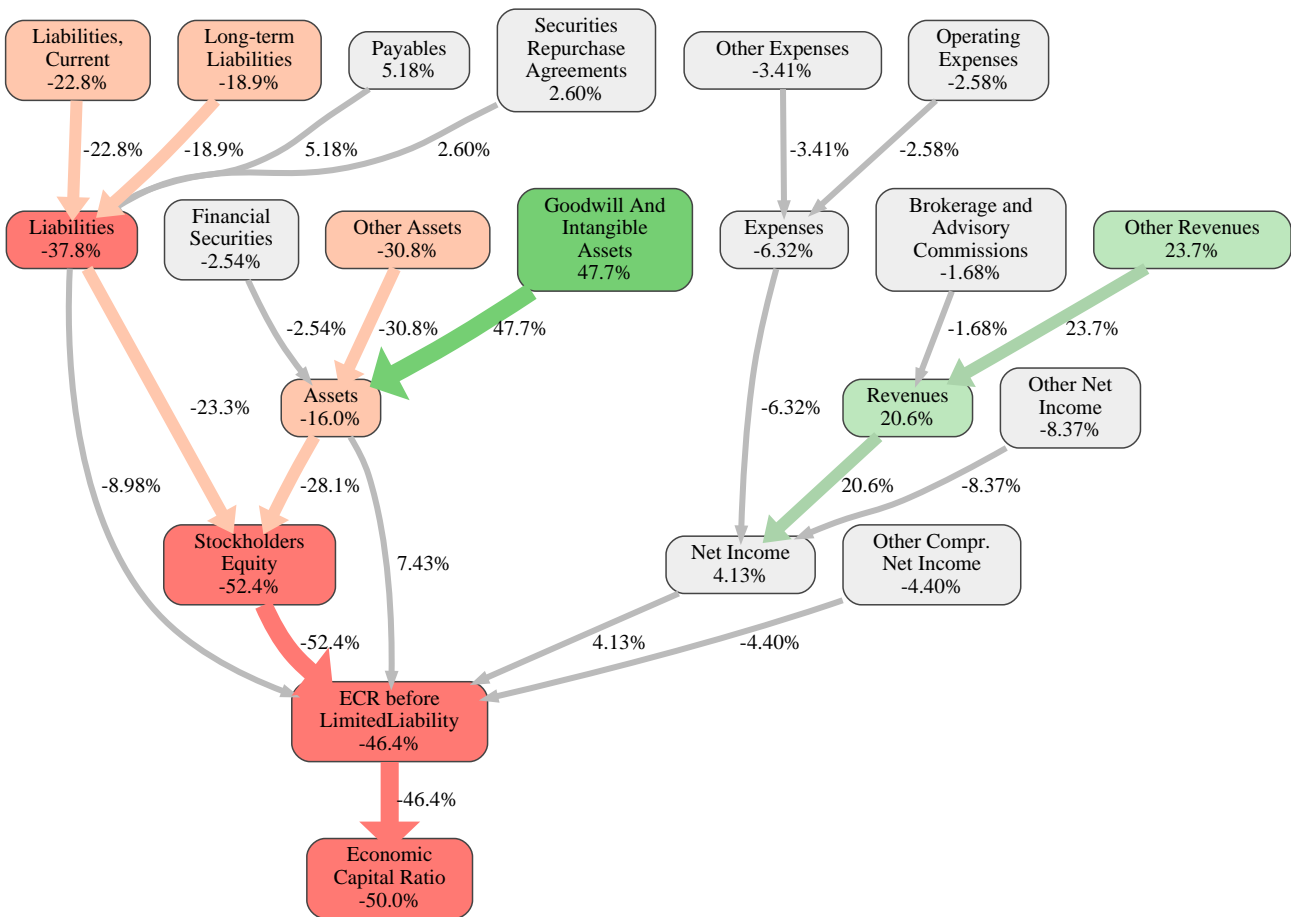 Liabilities,
Current
-22.8%
Long-term
Liabilities
-18.9%
Payables
5.18%
Securities
Repurchase
Agreements
2.60%
Other Expenses
-3.41%
Operating
Expenses
-2.58%
-22.8%
-18.9%
5.18%
2.60%
-3.41%
-2.58%
Liabilities
-37.8%
Financial
Securities
-2.54%
Other Assets
-30.8%
Goodwill And
Intangible
Assets
47.7%
Expenses
-6.32%
Brokerage and
Advisory
Commissions
-1.68%
Other Revenues
23.7%
-2.54%
-30.8%
47.7%
-1.68%
23.7%
-23.3%
Assets
-16.0%
-6.32%
Revenues
20.6%
Other Net
Income
-8.37%
-8.98%
-28.1%
20.6%
-8.37%
Stockholders
Equity
-52.4%
7.43%
Net Income
4.13%
Other Compr.
Net Income
-4.40%
-52.4%
4.13%
-4.40%
ECR before
LimitedLiability
-46.4%
-46.4%
Economic
Capital Ratio
-50.0%